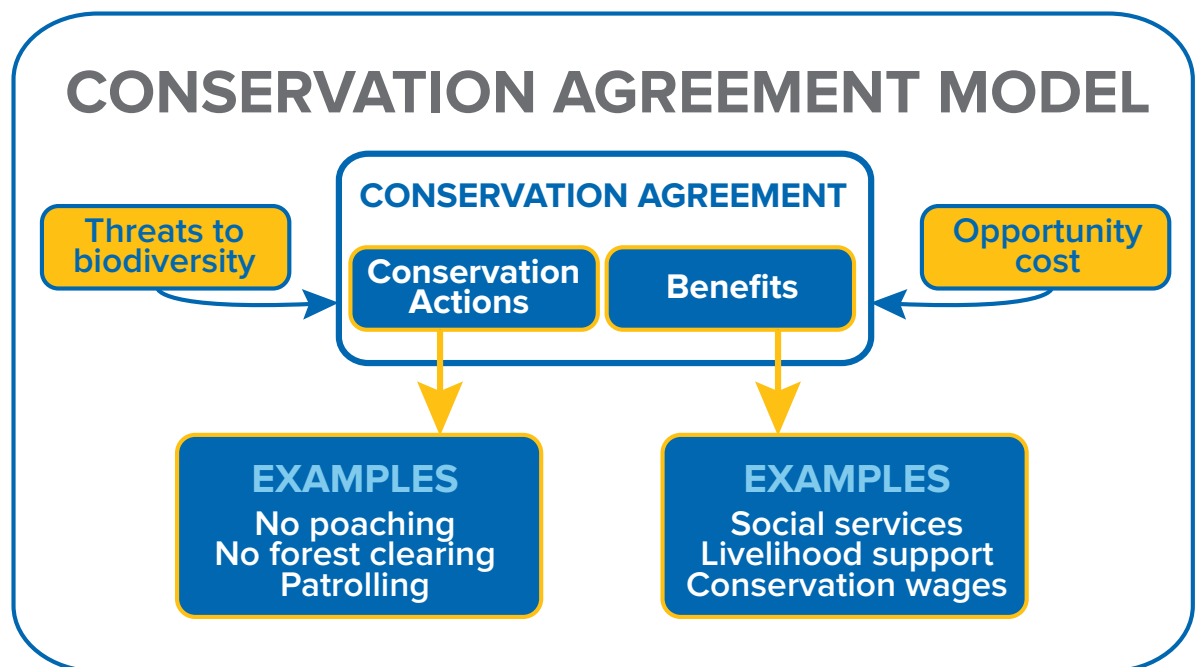 CONSERVATION AGREEMENT MODEL
CONSERVATION AGREEMENT
Threats to
biodiversity
Conservation
Actions
Benefits
Opportunity
cost
EXAMPLES
No poaching
No forest clearing
Patrolling
EXAMPLES
Social services
Livelihood support
Conservation wages